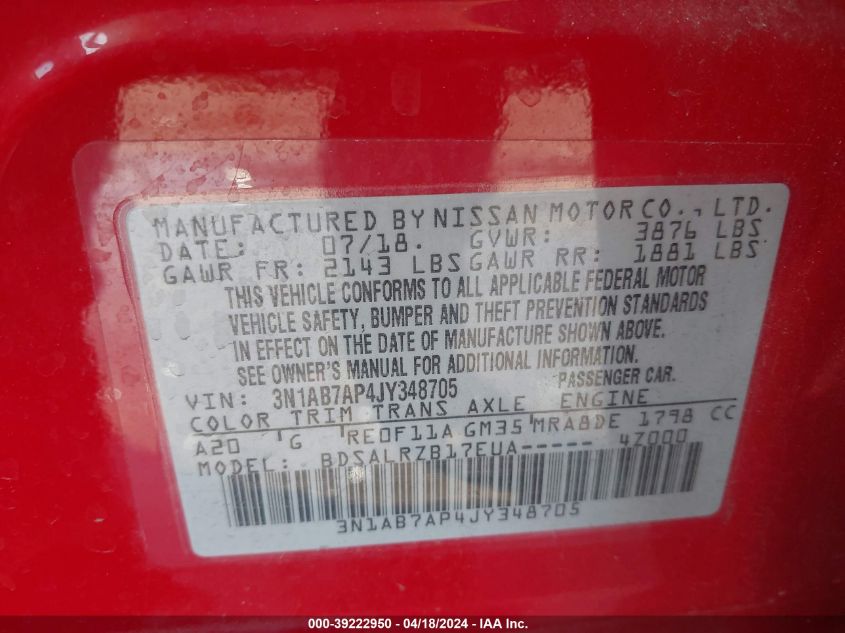 MANUFACTURED BY NISSAN MOTOR CO., LTD.
DATE: 07/18. GVWR: 3876 LBS
GAWR FR: 2143 LBS GAWR RR: 1881 LBS
THIS VEHICLE CONFORMS TO ALL APPLICABLE FEDERAL MOTOR
VEHICLE SAFETY, BUMPER AND THEFT PREVENTION STANDARDS
IN EFFECT ON THE DATE OF MANUFACTURE SHOWN ABOVE.
SEE OWNER'S MANUAL FOR ADDITIONAL INFORMATION.
VIN: 3N1AB7AP4JY348705 PASSENGER CAR.
COLOR TRIM TRANS AXLE ENGINE
A20 G RE0F11A GM35 MRA8DE 1798 CC
MODEL: BDSALRZB17EUA----- 4Z000
3N1AB7AP4JY348705
000-39222950 - 04/18/2024 - IAA Inc.